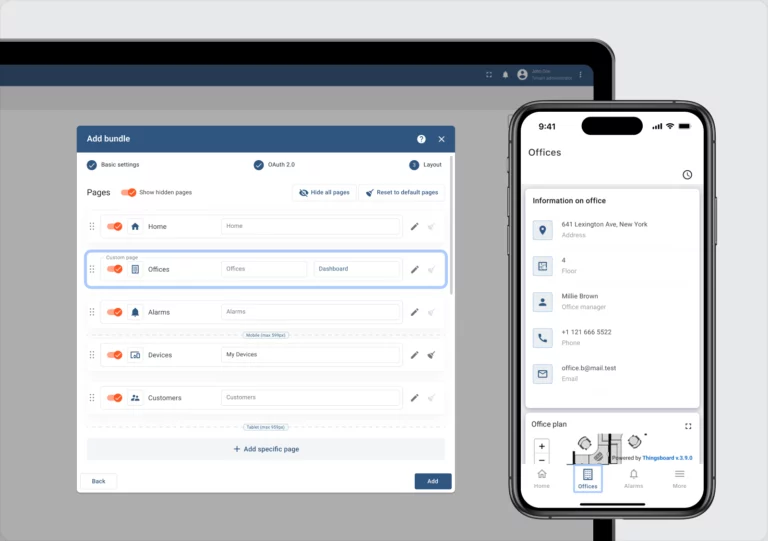 Add bundle
Basic settings
OAuth 2.0
3 Layout
Pages
Show hidden pages
Hide all pages
Reset to default pages
Home
Home
Custom page
Offices
Offices
Dashboard
Alarms
Alarms
Mobile (max 599px)
Devices
My Devices
Customers
Customers
Tablet (max 959px)
+ Add specific page
Back
Add
9:41
Offices
Information on office
641 Lexington Ave, New York
Address
4
Floor
Millie Brown
Office manager
+1 121 666 5522
Phone
office.b@mail.test
Email
Office plan
+
−
Powered by Thingsboard v.3.9.0
Home
Offices
Alarms
More